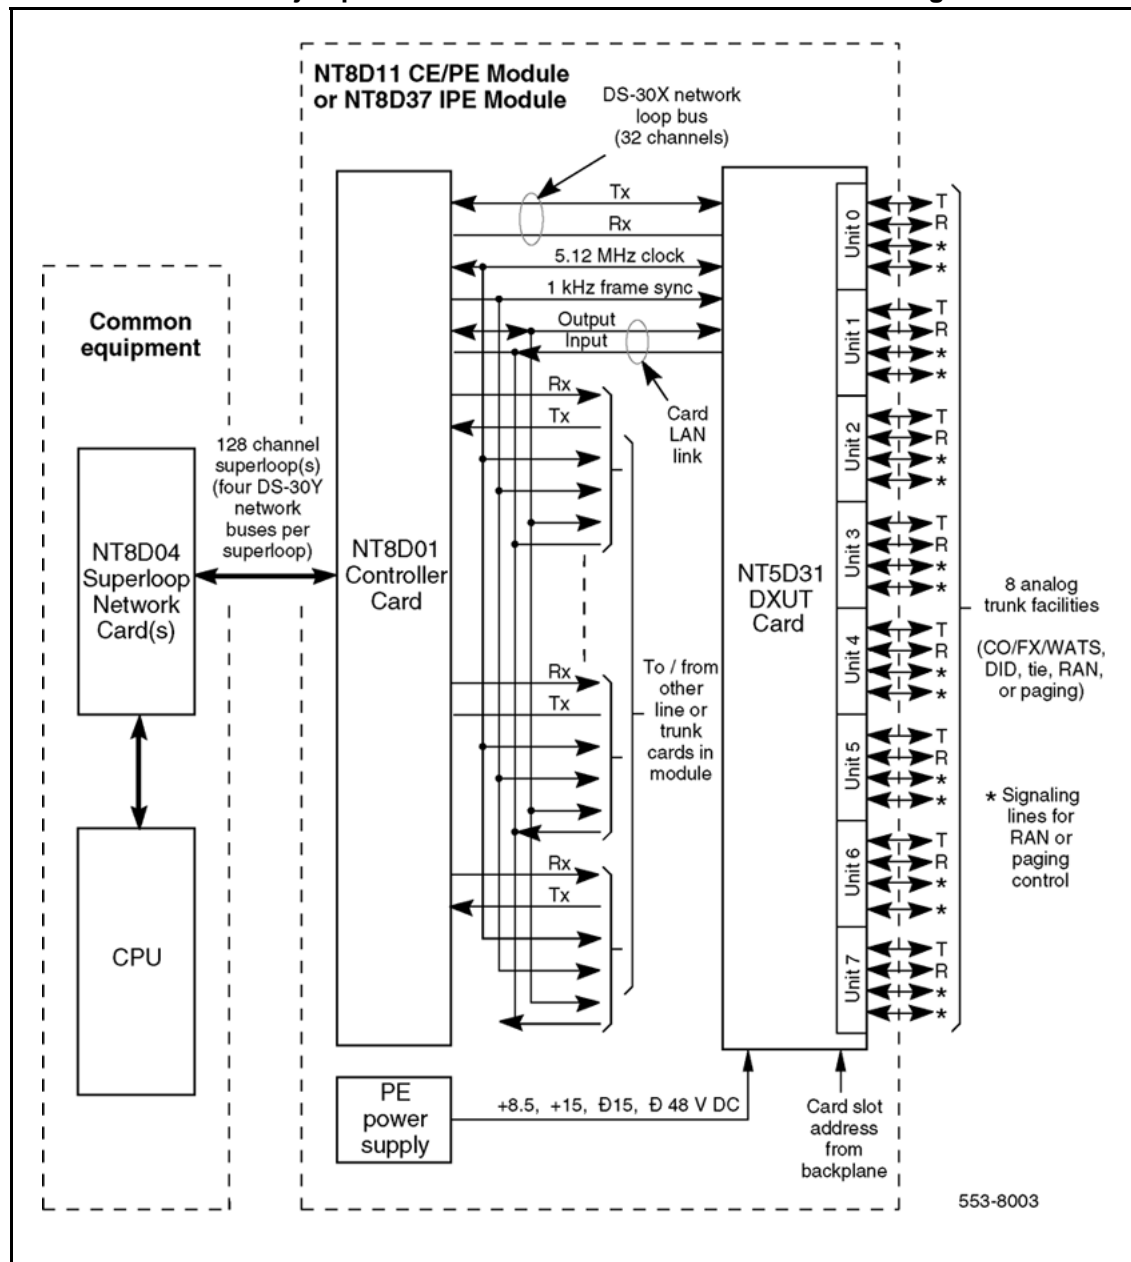 NT8D11 CE/PE Module
or NT8D37 IPE Module
DS-30X network
loop bus
(32 channels)
Tx
Rx
5.12 MHz clock
1 kHz frame sync
Output
Input
Rx
Tx
Card
LAN
link
Common
equipment
128 channel
superloop(s)
(four DS-30Y
network
buses per
superloop)
NT8D04
Superloop
Network
Card(s)
NT8D01
Controller
Card
NT5D31
DXUT
Card
Unit 0
T
R
*
*
Unit 1
T
R
*
*
Unit 2
T
R
*
*
Unit 3
T
R
*
*
Unit 4
T
R
*
*
Unit 5
T
R
*
*
Unit 6
T
R
*
*
Unit 7
T
R
*
*
8 analog
trunk facilities
(CO/FX/WATS,
DID, tie, RAN,
or paging)
* Signaling
lines for
RAN or
paging
control
Rx
Tx
To / from
other
line or
trunk
cards in
module
Rx
Tx
CPU
PE
power
supply
+8.5, +15, Ð15, Ð 48 V DC
Card slot
address
from
backplane
553-8003